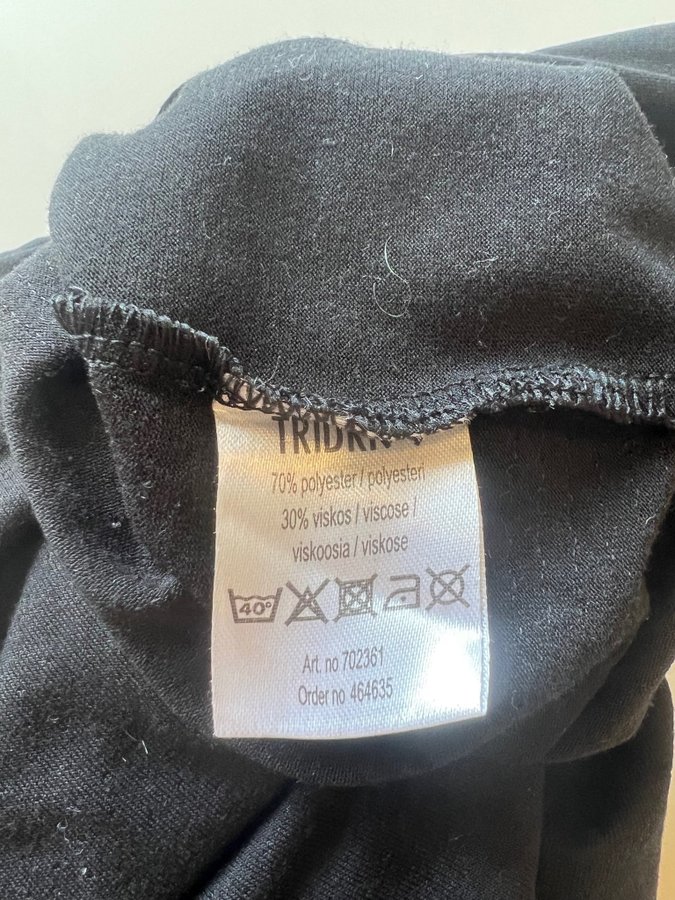 70% polyester / polyesteri
30% viskos / viscose /
viskoosia / viskose
40°
Art. no 702361
Order no 464635